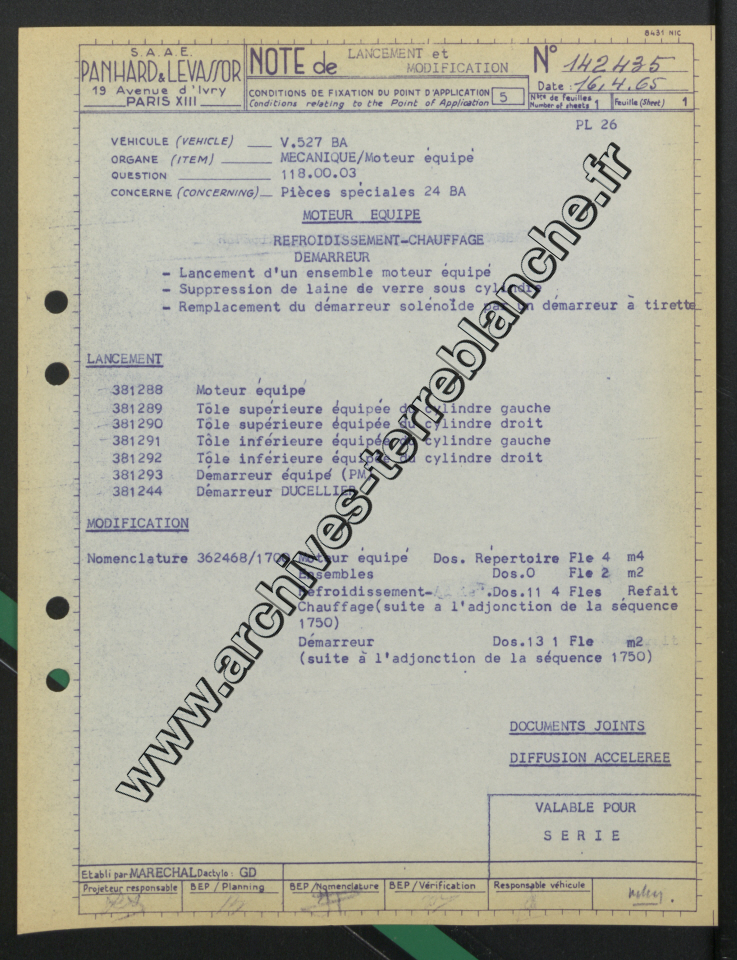 8431 NIC
S.A.A.E.
PANHARD & LEVASSOR
19 Avenue d'Ivry
PARIS XIII
NOTE de LANCEMENT et
MODIFICATION
CONDITIONS DE FIXATION DU POINT D'APPLICATION
Conditions relating to the Point of Application
5
N° 142435
Date : 16.4.65
Nbre de feuilles
Number of sheets 1
Feuille (Sheet) 1
PL 26
VÉHICULE (VEHICLE) V.527 BA
ORGANE (ITEM) MECANIQUE/Moteur équipé
QUESTION 118.00.03
CONCERNE (CONCERNING) Pièces spéciales 24 BA
MOTEUR EQUIPE
REFROIDISSEMENT-CHAUFFAGE
DEMARREUR
- Lancement d'un ensemble moteur équipé
- Suppression de laine de verre sous cylindre
- Remplacement du démarreur solénoïde par un démarreur à tirette
LANCEMENT
381288 Moteur équipé
381289 Tôle supérieure équipée du cylindre gauche
381290 Tôle supérieure équipée du cylindre droit
381291 Tôle inférieure équipée du cylindre gauche
381292 Tôle inférieure équipée du cylindre droit
381293 Démarreur équipé (PM)
381244 Démarreur DUCELLIER
MODIFICATION
Nomenclature 362468/1700 Moteur équipé Dos. Répertoire Fle 4 m4
Ensembles Dos.0 Fle 2 m2
Refroidissement- Dos.11 4 Fles Refait
Chauffage(suite a l'adjonction de la séquence
1750)
Démarreur Dos.13 1 Fle m2
(suite à l'adjonction de la séquence 1750)
DOCUMENTS JOINTS
DIFFUSION ACCELEREE
VALABLE POUR
SERIE
Etabli par MARECHAL Dactylo : GD
Projeteur responsable
BEP / Planning
BEP / Nomenclature
BEP / Vérification
Responsable véhicule
www.archives-terreblanche.fr